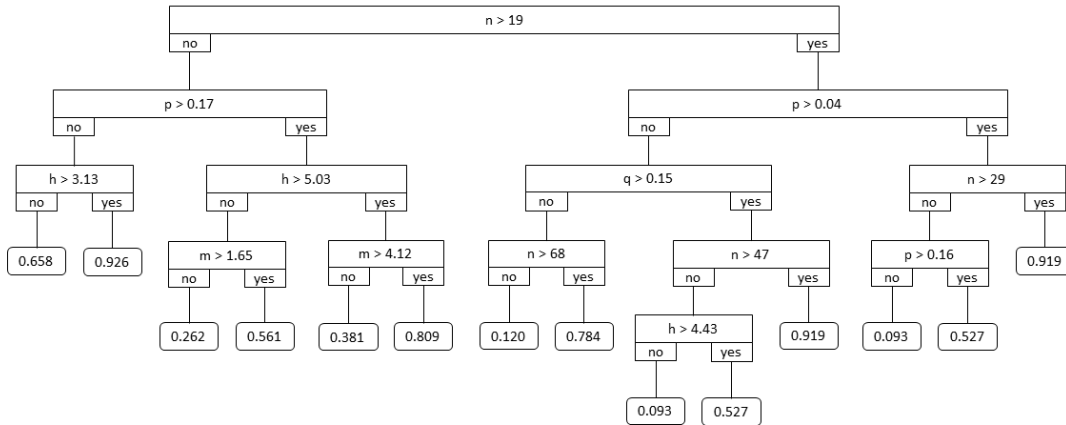 n > 19
no yes
p > 0.17 p > 0.04
no yes no yes
h > 3.13 h > 5.03 q > 0.15 n > 29
no yes no yes no yes no yes
0.658 0.926 m > 1.65 m > 4.12 n > 68 n > 47 p > 0.16 0.919
no yes no yes no yes no yes no yes
0.262 0.561 0.381 0.809 0.120 0.784 h > 4.43 0.919 0.093 0.527
no yes
0.093 0.527